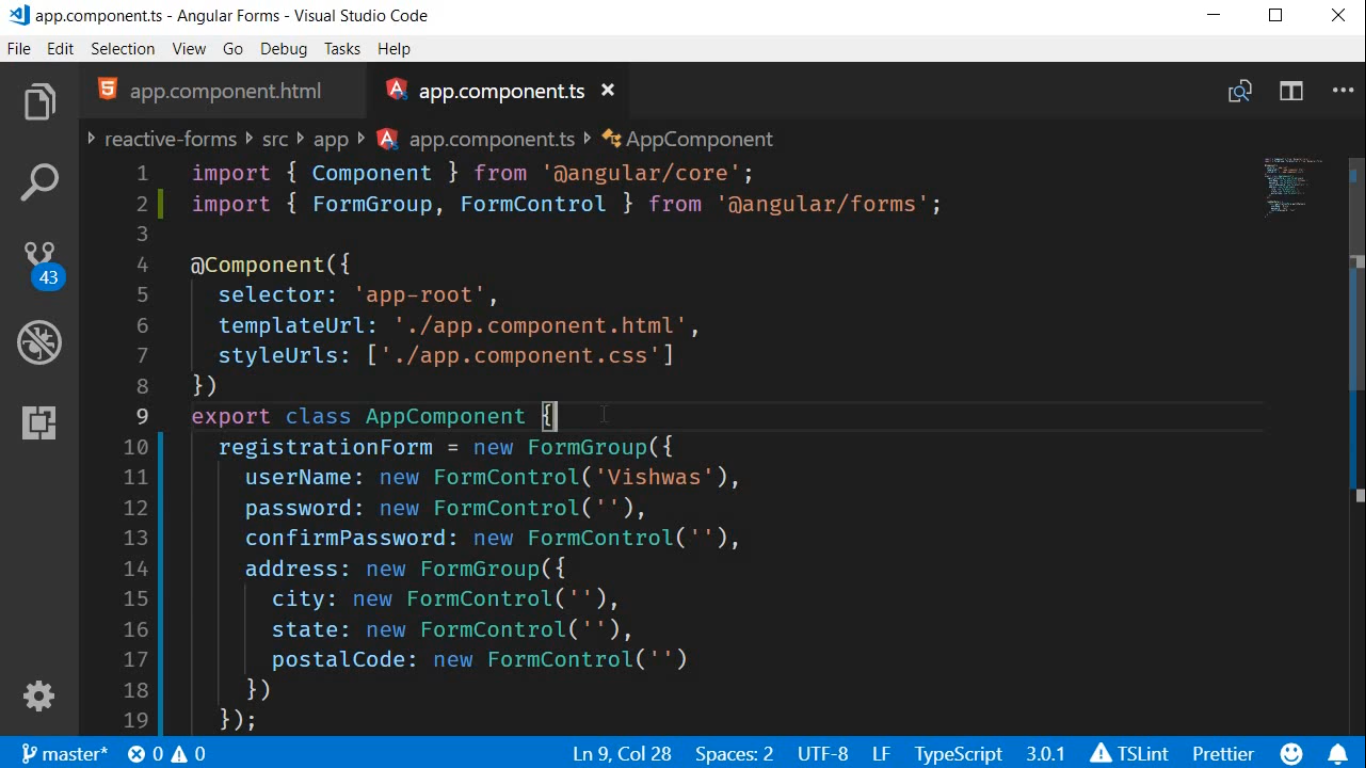 app.component.ts - Angular Forms - Visual Studio Code
File Edit Selection View Go Debug Tasks Help
app.component.html app.component.ts
reactive-forms src app app.component.ts AppComponent
1 import { Component } from '@angular/core';
2 import { FormGroup, FormControl } from '@angular/forms';
3
4 @Component({
5 selector: 'app-root',
6 templateUrl: './app.component.html',
7 styleUrls: ['./app.component.css']
8 })
9 export class AppComponent {
10 registrationForm = new FormGroup({
11 userName: new FormControl('Vishwas'),
12 password: new FormControl(''),
13 confirmPassword: new FormControl(''),
14 address: new FormGroup({
15 city: new FormControl(''),
16 state: new FormControl(''),
17 postalCode: new FormControl('')
18 })
19 });
43
master* 0 0 Ln 9, Col 28 Spaces: 2 UTF-8 LF TypeScript 3.0.1 TSLint Prettier